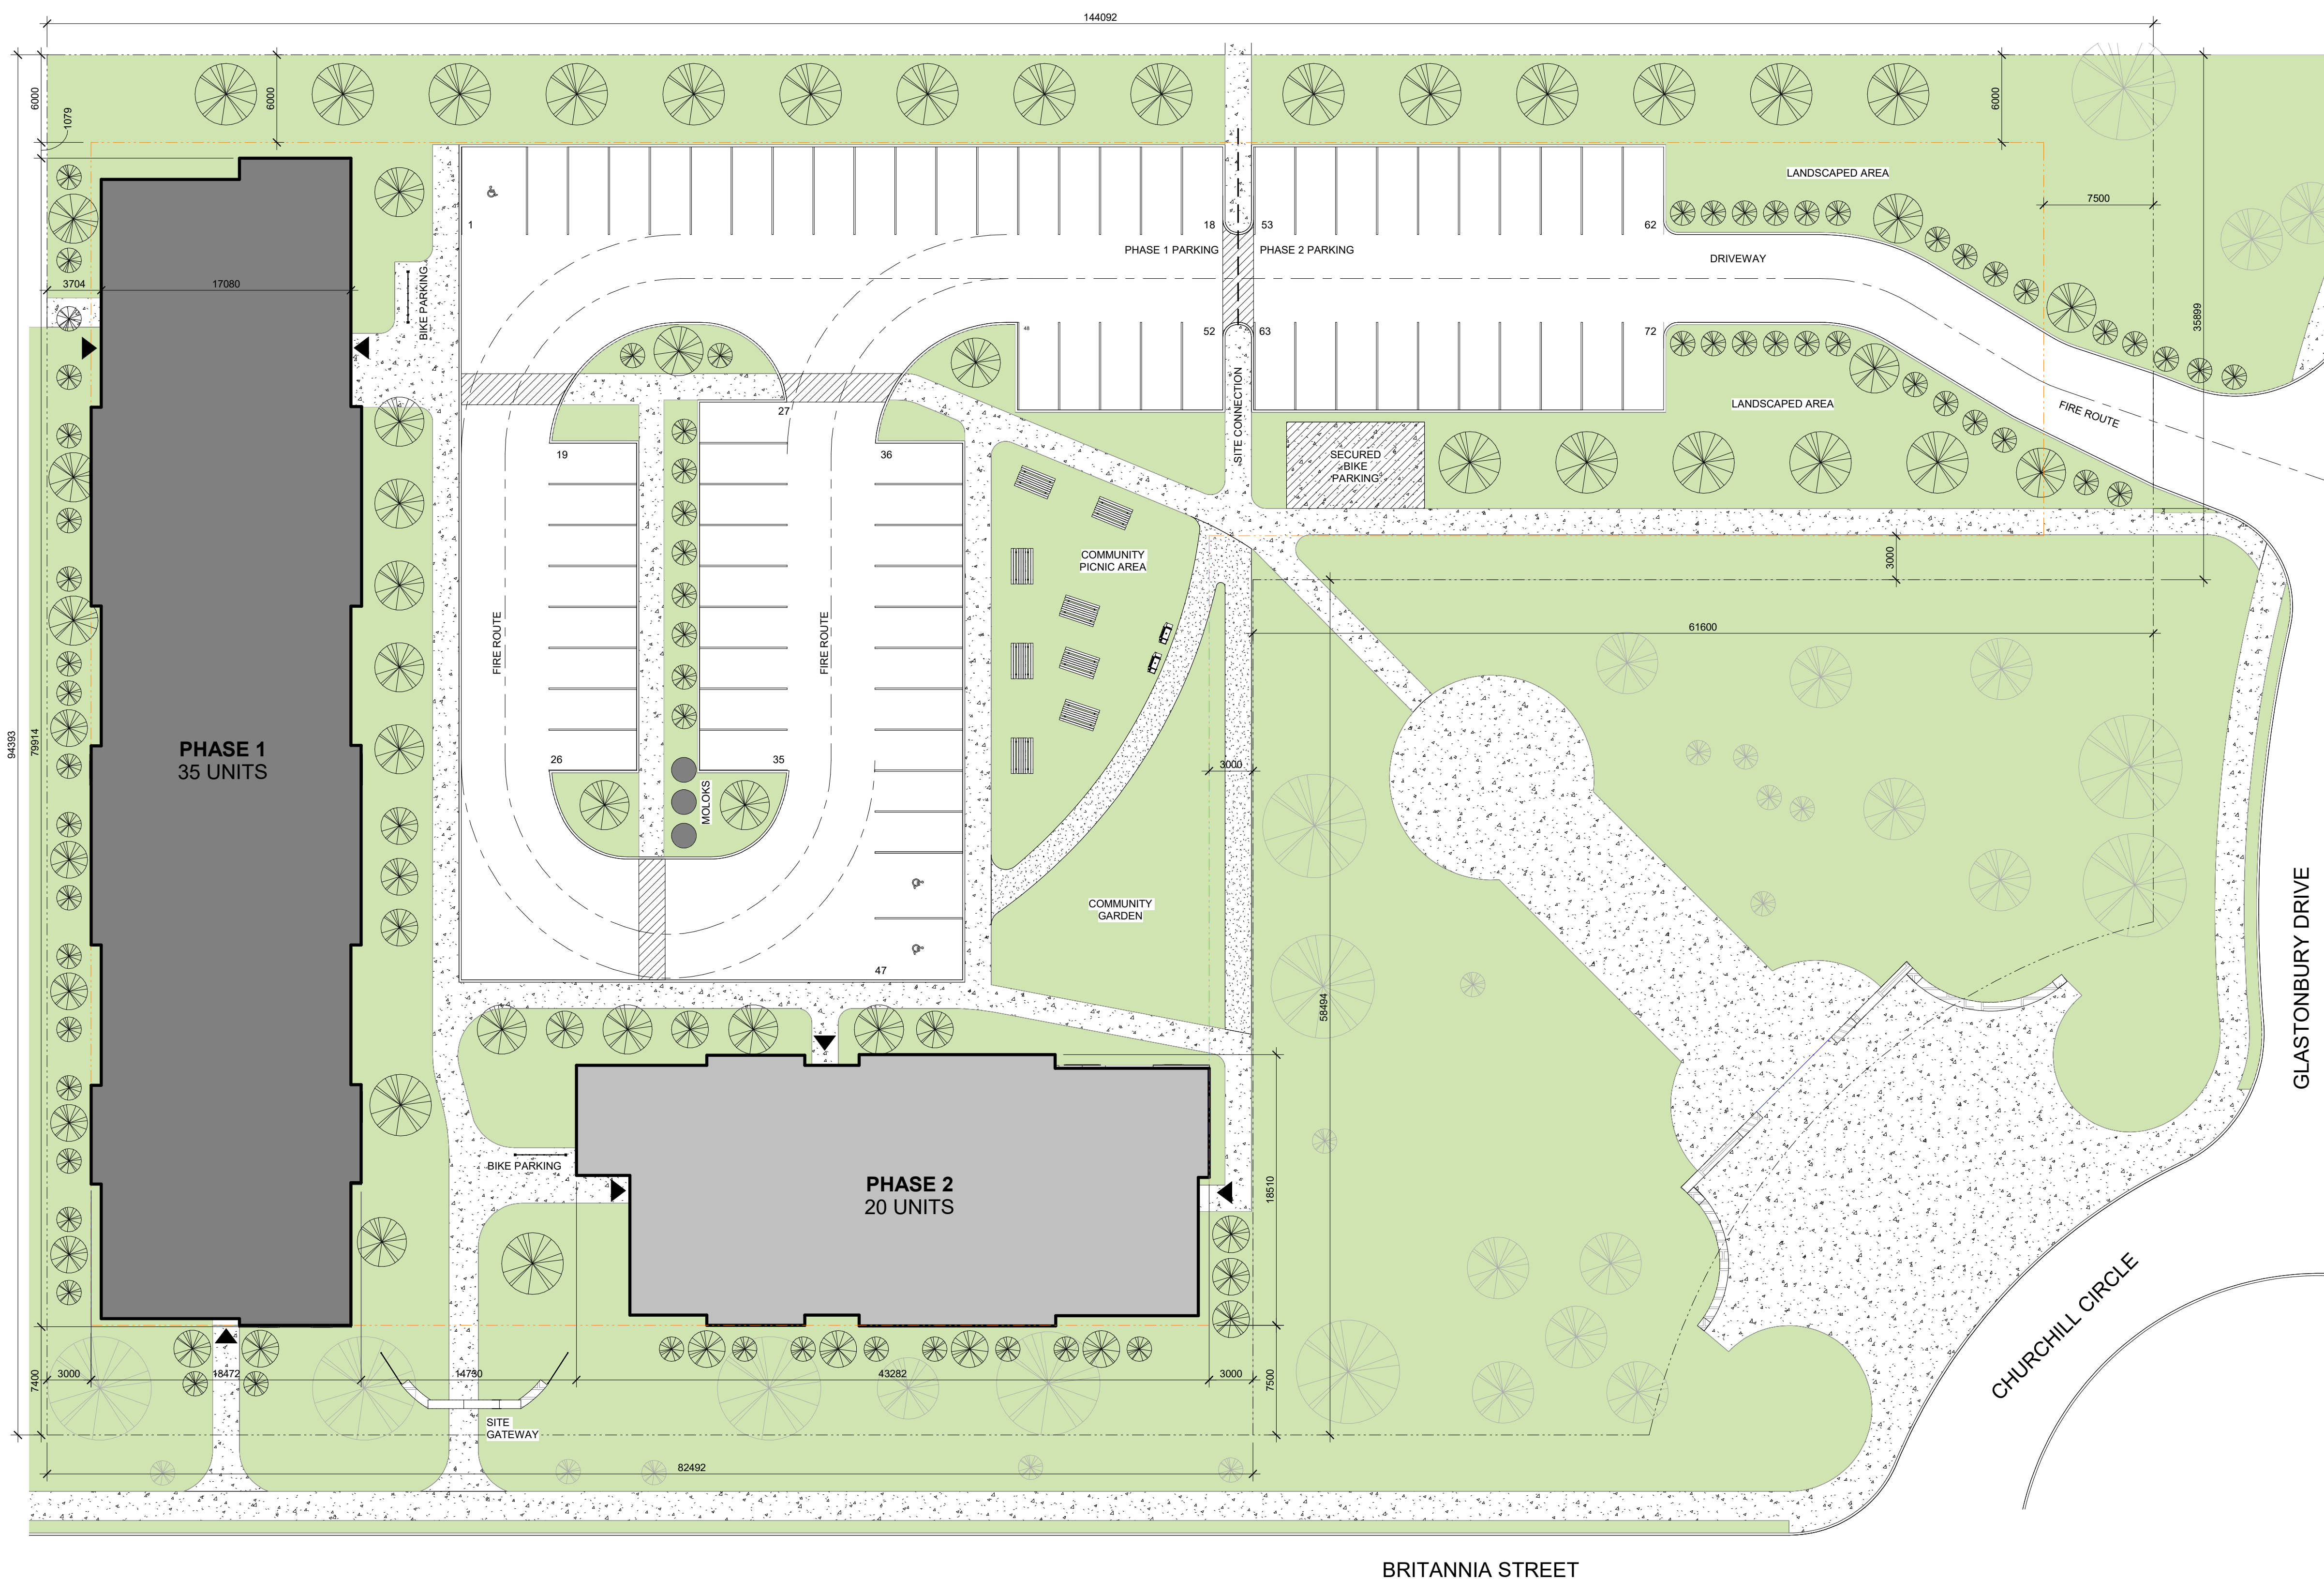 144092
6000
1079
6000
6000
LANDSCAPED AREA
7500
1
18
53
62
PHASE 1 PARKING
PHASE 2 PARKING
DRIVEWAY
BIKE PARKING
3704
17080
48
52
63
72
35899
SITE CONNECTION
LANDSCAPED AREA
FIRE ROUTE
27
19
36
SECURED
BIKE
PARKING
COMMUNITY
PICNIC AREA
3000
FIRE ROUTE
FIRE ROUTE
61600
94393
79914
PHASE 1
35 UNITS
26
35
MOLOKS
3000
COMMUNITY
GARDEN
47
58494
GLASTONBURY DRIVE
BIKE PARKING
PHASE 2
20 UNITS
18510
CHURCHILL CIRCLE
7400
3000
18472
14730
43282
3000
7500
SITE
GATEWAY
82492
BRITANNIA STREET